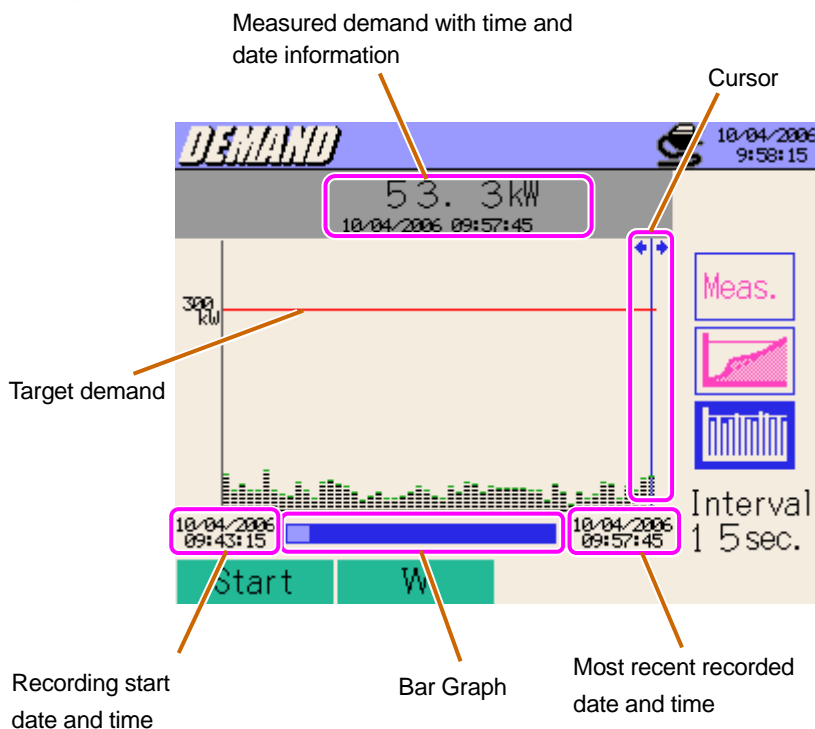 Measured demand with time and
date information
Cursor
DEMAND
10/04/2006
9:58:15
53. 3kW
10/04/2006 09:57:45
300
kW
Meas.
Target demand
Interval
15sec.
10/04/2006
09:43:15
10/04/2006
09:57:45
Start
W
Recording start
date and time
Bar Graph
Most recent recorded
date and time